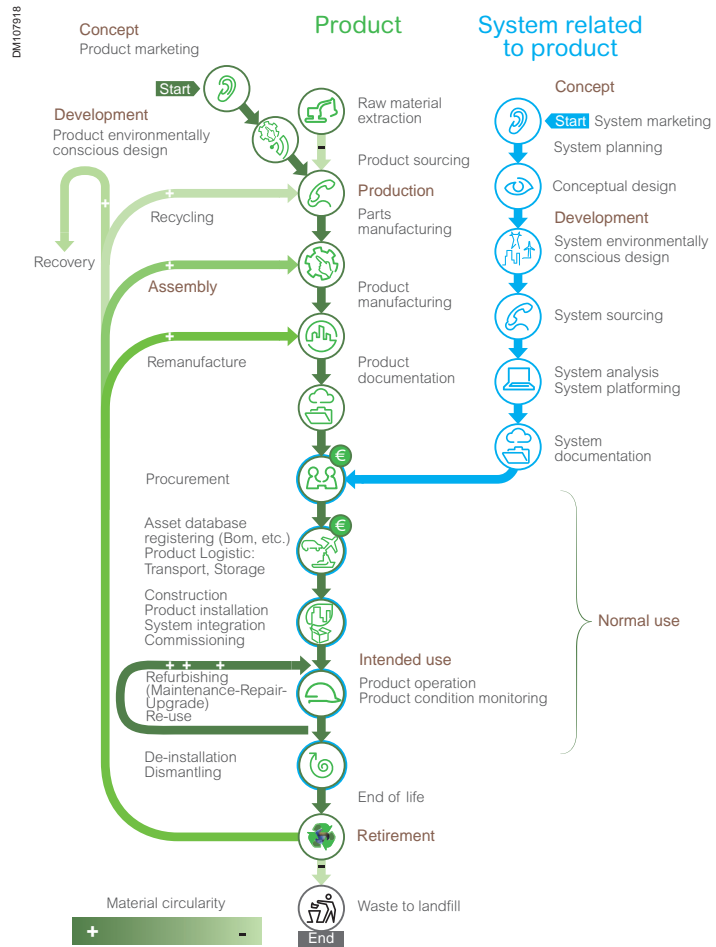 DM107918
Concept
Product marketing
Product
System related
to product
Start
Concept
Raw material
extraction
Start
System marketing
Development
Product environmentally
conscious design
System planning
-
Product sourcing
Production
Conceptual design
+
+
Recycling
Parts
manufacturing
Development
System environmentally
conscious design
Recovery
+
Assembly
Product
manufacturing
System sourcing
+
Remanufacture
Product
documentation
System analysis
System platforming
System
documentation
€
Procurement
€
Asset database
registering (Bom, etc.)
Product Logistic:
Transport, Storage
Construction
Product installation
System integration
Commissioning
Normal use
+ + +
Refurbishing
(Maintenance-Repair-
Upgrade)
Re-use
Intended use
Product operation
Product condition monitoring
De-installation
Dismantling
End of life
Retirement
-
Material circularity
+ -
Waste to landfill
End